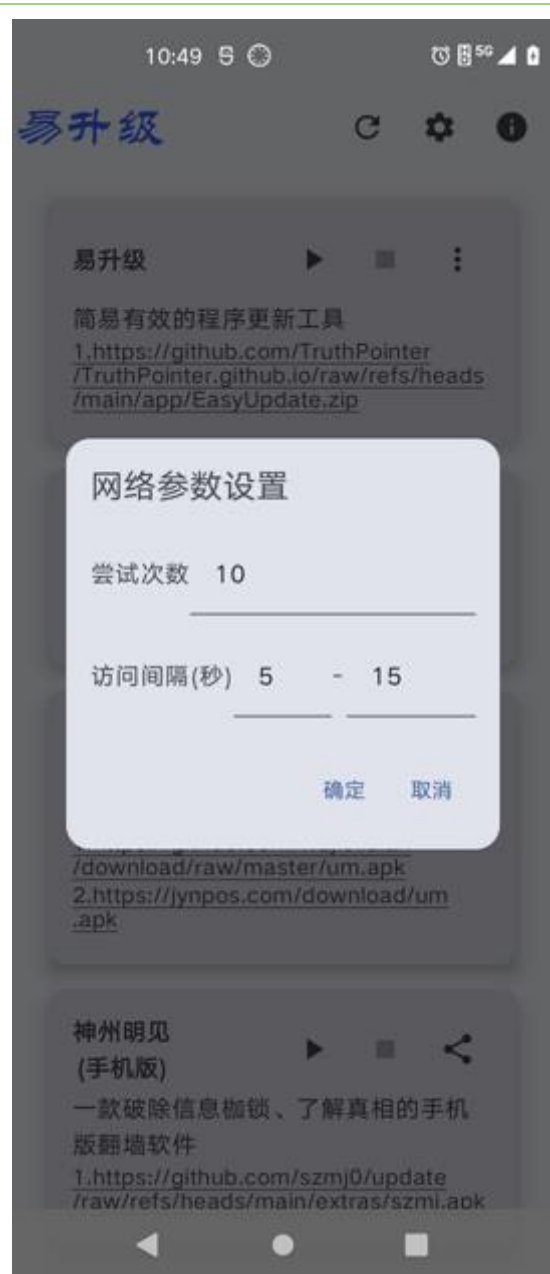 10:49
5G
易升级
易升级
简易有效的程序更新工具
1.https://github.com/TruthPointer
/TruthPointer.github.io/raw/refs/heads
/main/app/EasyUpdate.zip
网络参数设置
尝试次数 10
访问间隔(秒) 5 - 15
确定 取消
/download/raw/master/um.apk
2.https://jynpos.com/download/um
.apk
神州明见
(手机版)
一款破除信息枷锁、了解真相的手机
版翻墙软件
1.https://github.com/szmj0/update
/raw/refs/heads/main/extras/szmj.apk